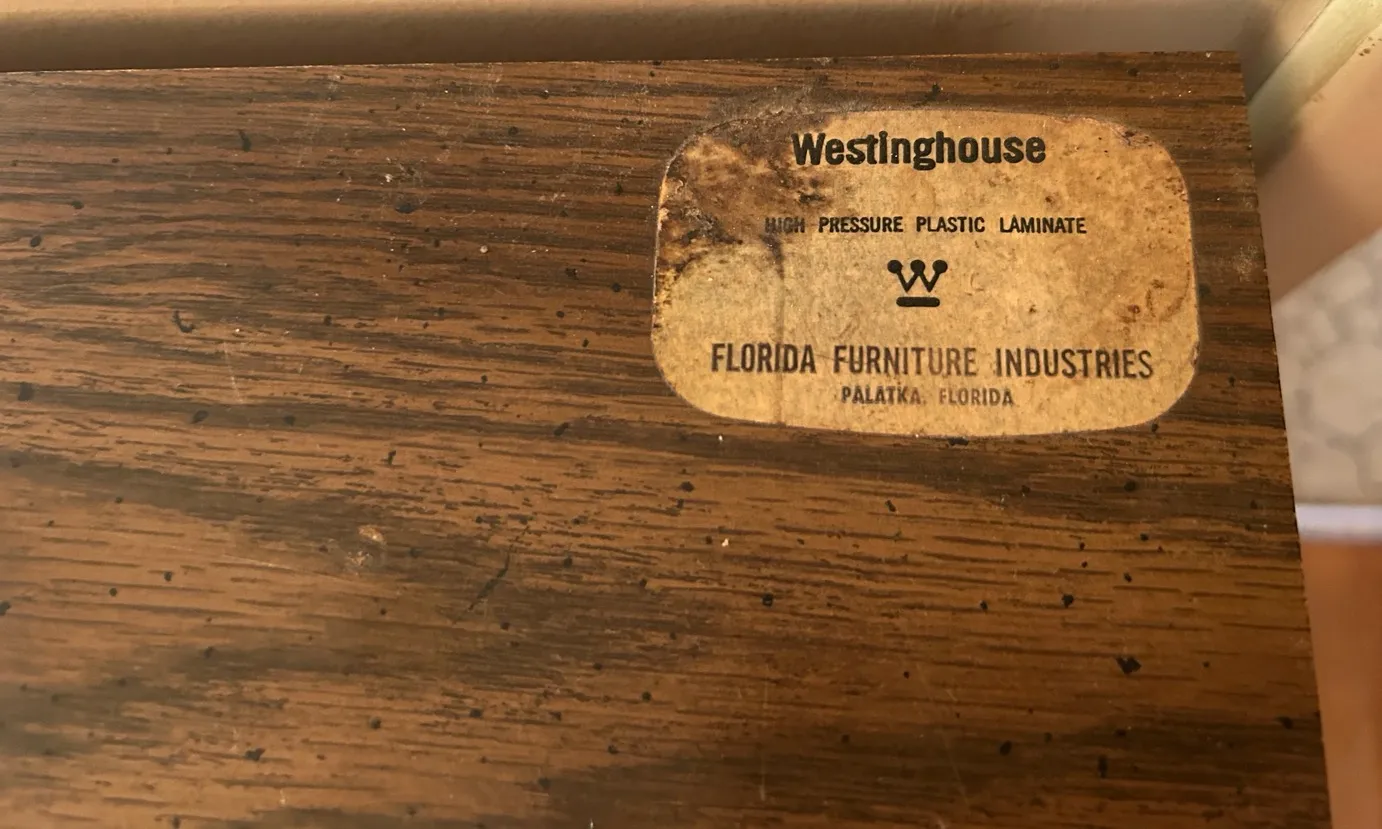 Westinghouse
HIGH PRESSURE PLASTIC LAMINATE
W
FLORIDA FURNITURE INDUSTRIES
PALATKA, FLORIDA